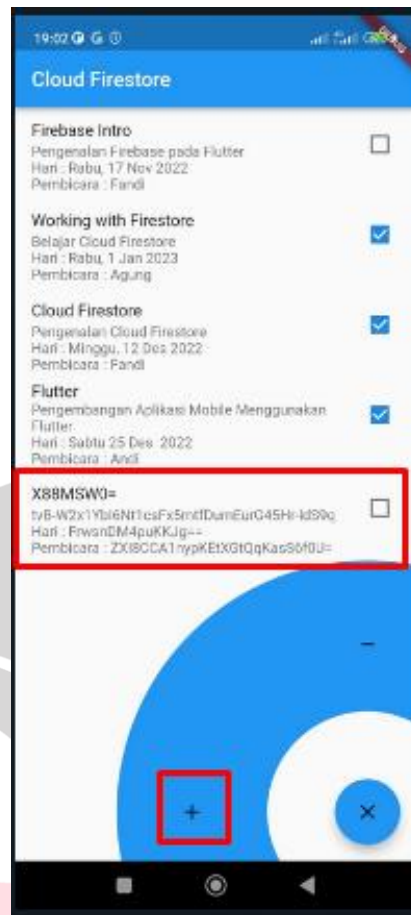 19:02
Cloud Firestore
Firebase Intro
Pengenalan Firebase pada Flutter
Hari : Rabu, 17 Nov 2022
Pembicara : Fandi
Working with Firestore
Belajar Cloud Firestore
Hari : Rabu, 1 Jan 2023
Pembicara : Agung
Cloud Firestore
Pengenalan Cloud Firestore
Hari : Minggu, 12 Des 2022
Pembicara : Fandi
Flutter
Pengembangan Aplikasi Mobile Menggunakan
Flutter
Hari : Sabtu 25 Des 2022
Pembicara : Andi
X88MSW0=
Hari :
Pembicara :